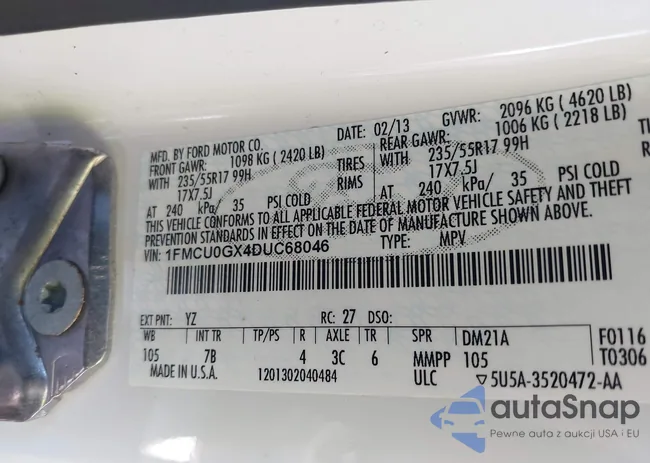 MFD. BY FORD MOTOR CO. DATE: 02/13 GVWR: 2096 KG ( 4620 LB)
FRONT GAWR: 1098 KG ( 2420 LB) REAR GAWR: 1006 KG ( 2218 LB)
WITH 235/55R17 99H TIRES WITH 235/55R17 99H TI
17X7.5J RIMS 17X7.5J R
AT 240 kPa/ 35 PSI COLD AT 240 kPa/ 35 PSI COLD
THIS VEHICLE CONFORMS TO ALL APPLICABLE FEDERAL MOTOR VEHICLE SAFETY AND THEFT
PREVENTION STANDARDS IN EFFECT ON THE DATE OF MANUFACTURE SHOWN ABOVE.
VIN: 1FMCU0GX4DUC68046 TYPE: MPV
EXT PNT: YZ RC: 27 DSO:
WB INT TR TP/PS R AXLE TR SPR DM21A F0116
105 7B 4 3C 6 MMPP 105 T0306
MADE IN U.S.A. 1201302040484 ULC ▽5U5A-3520472-AA
autaSnap
Pewne auta z aukcji USA i EU